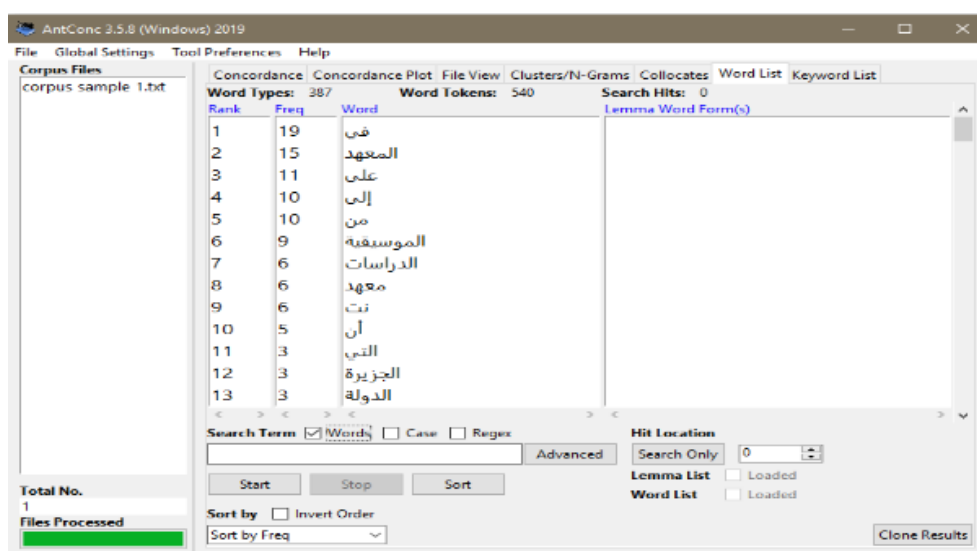 AntConc 3.5.8 (Windows) 2019
File Global Settings Tool Preferences Help
Corpus Files
corpus sample 1.txt
Concordance Concordance Plot File View Clusters/N-Grams Collocates Word List Keyword List
Word Types: 387 Word Tokens: 540 Search Hits: 0
Rank Freq Word Lemma Word Form(s)
1 19 في
2 15 المعهد
3 11 على
4 10 إلى
5 10 من
6 9 الموسيقية
7 6 الدراسات
8 6 معهد
9 6 نت
10 5 أن
11 3 التي
12 3 الجزيرة
13 3 الدولة
Search Term Words Case Regex Hit Location
Advanced Search Only 0
Start Stop Sort Lemma List Loaded
Word List Loaded
Total No.
1
Files Processed
Sort by Invert Order
Sort by Freq
Clone Results